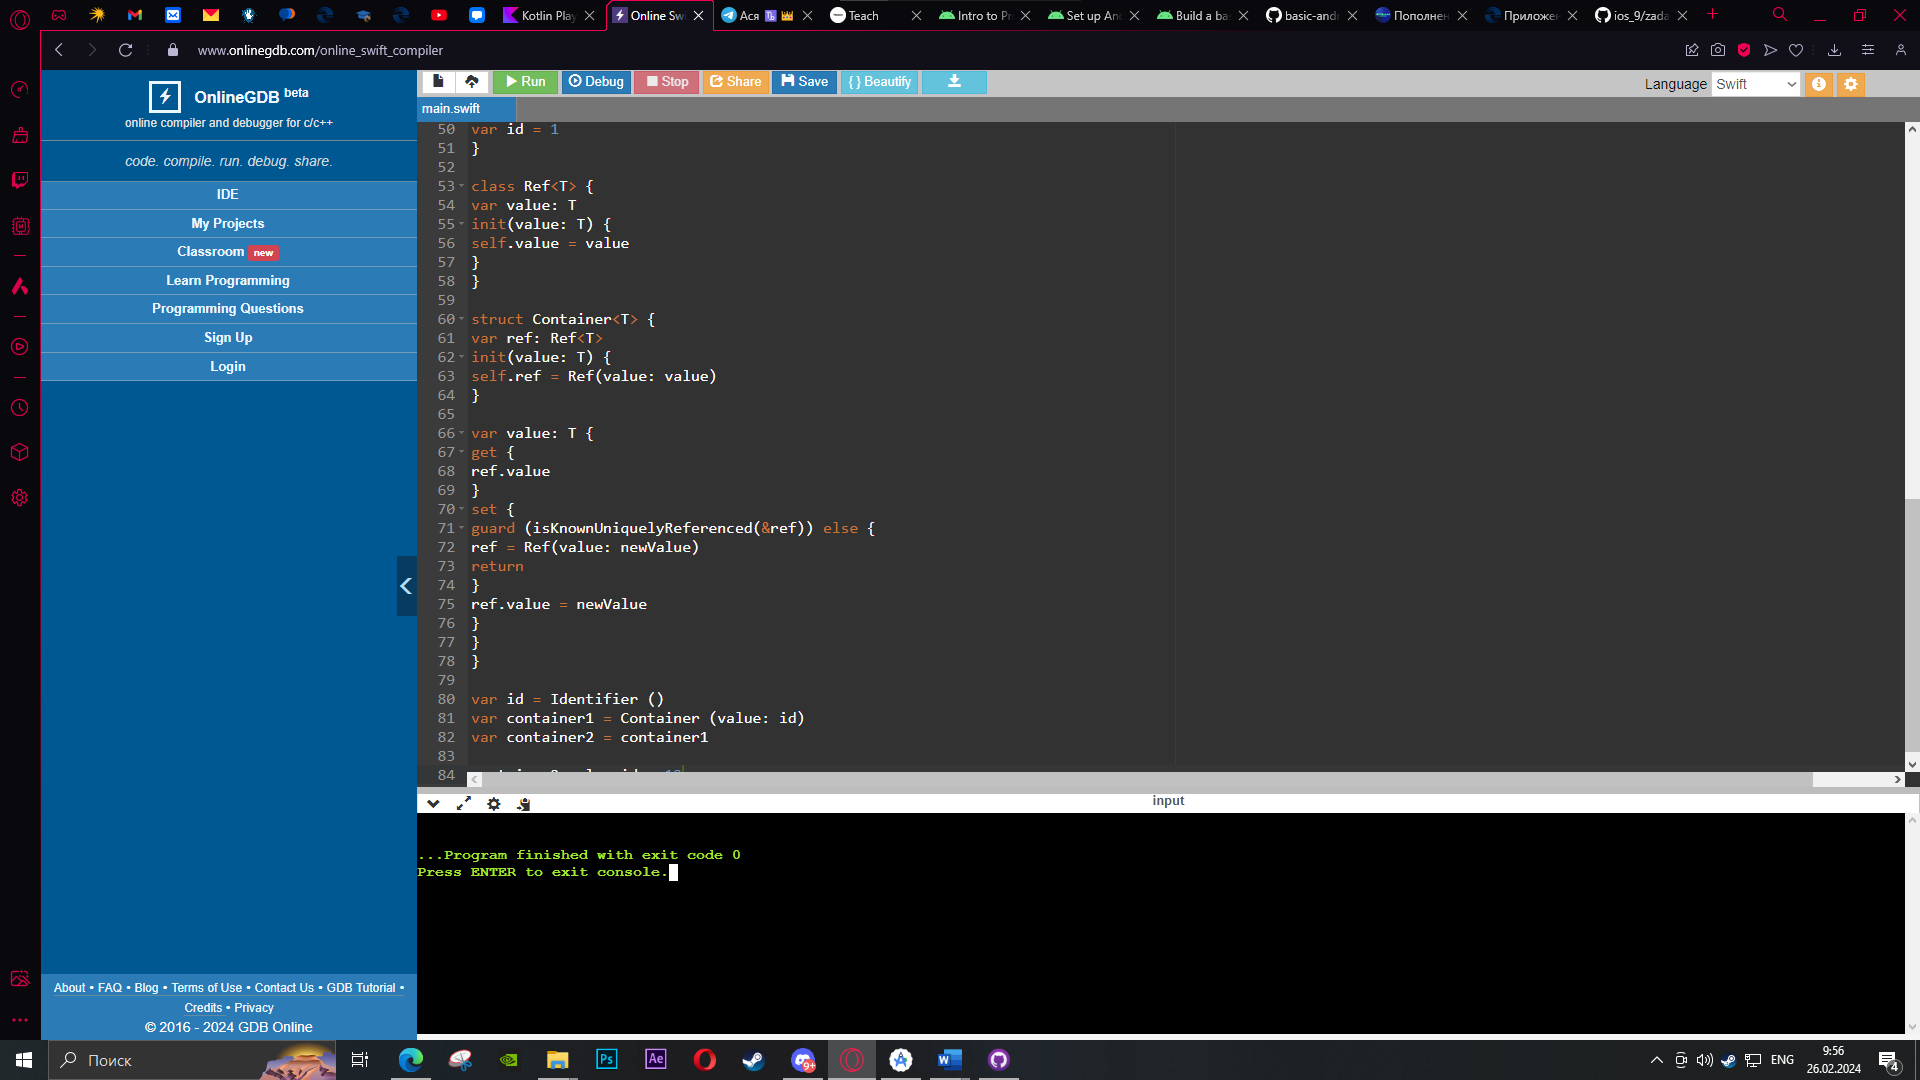 Kotlin Play
Online Sw
Ася
Teach
Intro to Pr
Set up An
Build a ba
basic-andr
Пополнен
Приложен
ios_9/zada
www.onlinegdb.com/online_swift_compiler
OnlineGDB beta
online compiler and debugger for c/c++
code. compile. run. debug. share.
IDE
My Projects
Classroom new
Learn Programming
Programming Questions
Sign Up
Login
About • FAQ • Blog • Terms of Use • Contact Us • GDB Tutorial •
Credits • Privacy
© 2016 - 2024 GDB Online
Run Debug Stop Share Save { } Beautify
Language Swift
main.swift
50 var id = 1
51 }
52
53 class Ref<T> {
54 var value: T
55 init(value: T) {
56 self.value = value
57 }
58 }
59
60 struct Container<T> {
61 var ref: Ref<T>
62 init(value: T) {
63 self.ref = Ref(value: value)
64 }
65
66 var value: T {
67 get {
68 ref.value
69 }
70 set {
71 guard (isKnownUniquelyReferenced(&ref)) else {
72 ref = Ref(value: newValue)
73 return
74 }
75 ref.value = newValue
76 }
77 }
78 }
79
80 var id = Identifier ()
81 var container1 = Container (value: id)
82 var container2 = container1
83
84
input
...Program finished with exit code 0
Press ENTER to exit console.
Поиск
Ps
Ae
9+
W
ENG
9:56
26.02.2024
4